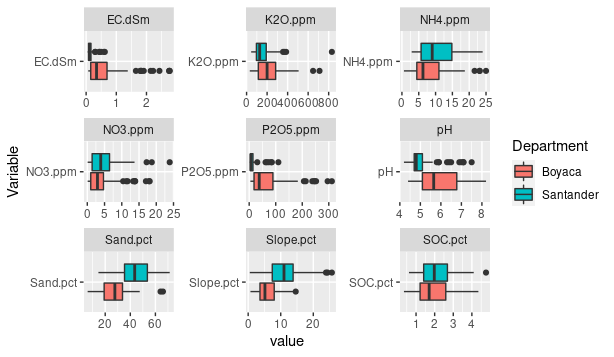 EC.dSm K2O.ppm NH4.ppm
EC.dSm K2O.ppm NH4.ppm
0 1 2 0 200 400 600 800 0 5 10 15 20 25
NO3.ppm P2O5.ppm pH
NO3.ppm P2O5.ppm pH
0 5 10 15 20 25 0 100 200 300 4 5 6 7 8
Sand.pct Slope.pct SOC.pct
Sand.pct Slope.pct SOC.pct
20 40 60 0 10 20 1 2 3 4
Variable
value
Department
Boyaca
Santander